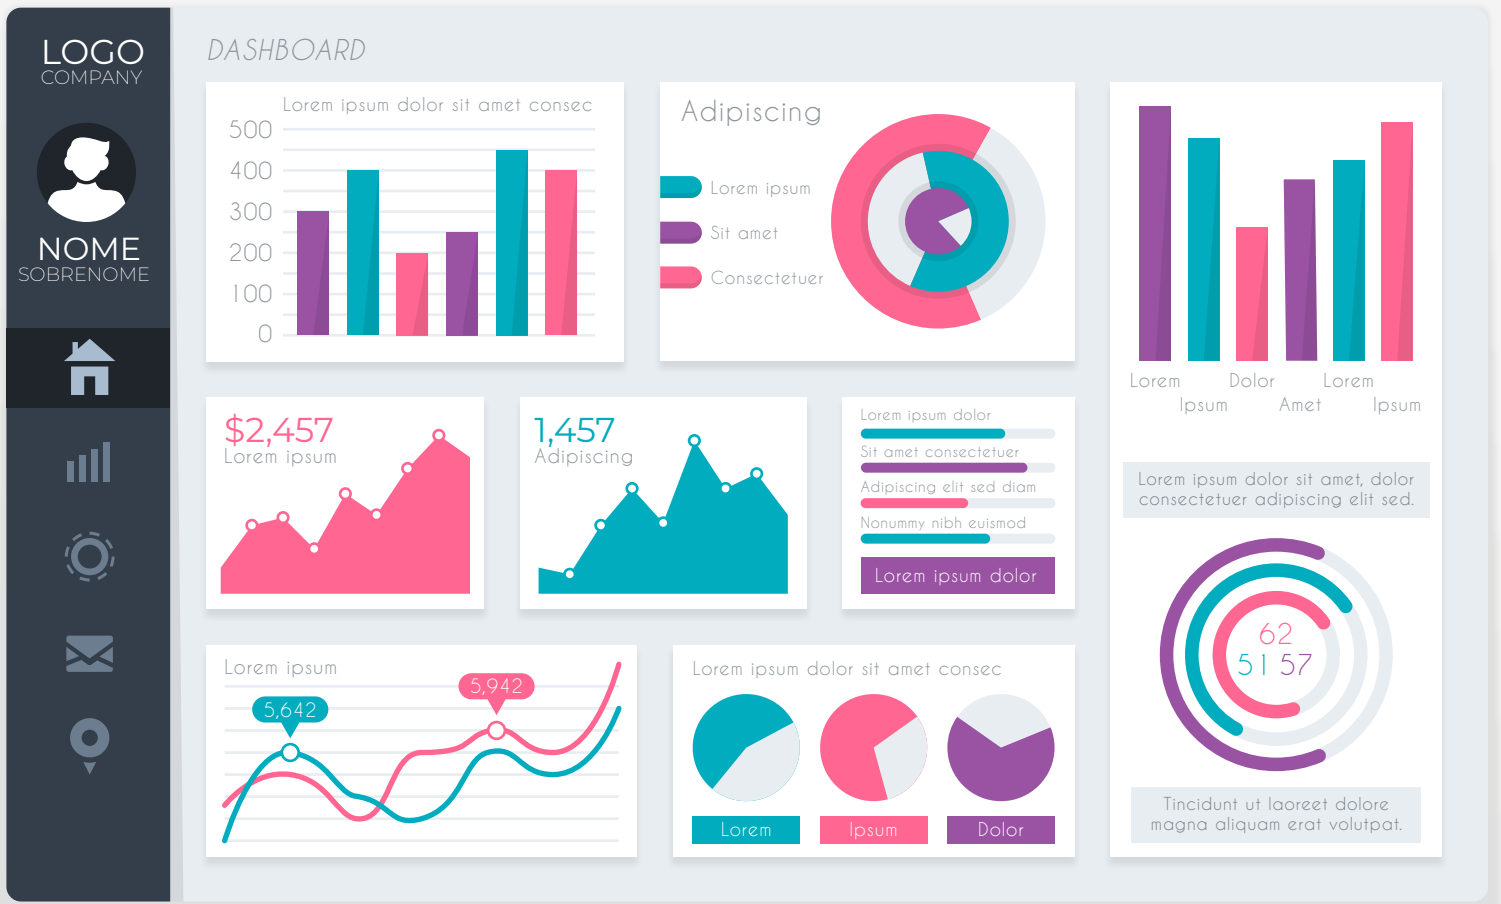 LOGO
COMPANY
NOME
SOBRENOME
DASHBOARD
Lorem ipsum dolor sit amet consec
500
400
300
200
100
0
Adipiscing
Lorem ipsum
Sit amet
Consectetuer
Lorem
Dolor
Lorem
Ipsum
Amet
Ipsum
$2,457
Lorem ipsum
1,457
Adipiscing
Lorem ipsum dolor
Sit amet consectetuer
Adipiscing elit sed diam
Nonummy nibh euismod
Lorem ipsum dolor
Lorem ipsum dolor sit amet, dolor
consectetuer adipiscing elit sed.
62
51 57
Tincidunt ut laoreet dolore
magna aliquam erat volutpat.
Lorem ipsum
5,642
5,942
Lorem ipsum dolor sit amet consec
Lorem
Ipsum
Dolor